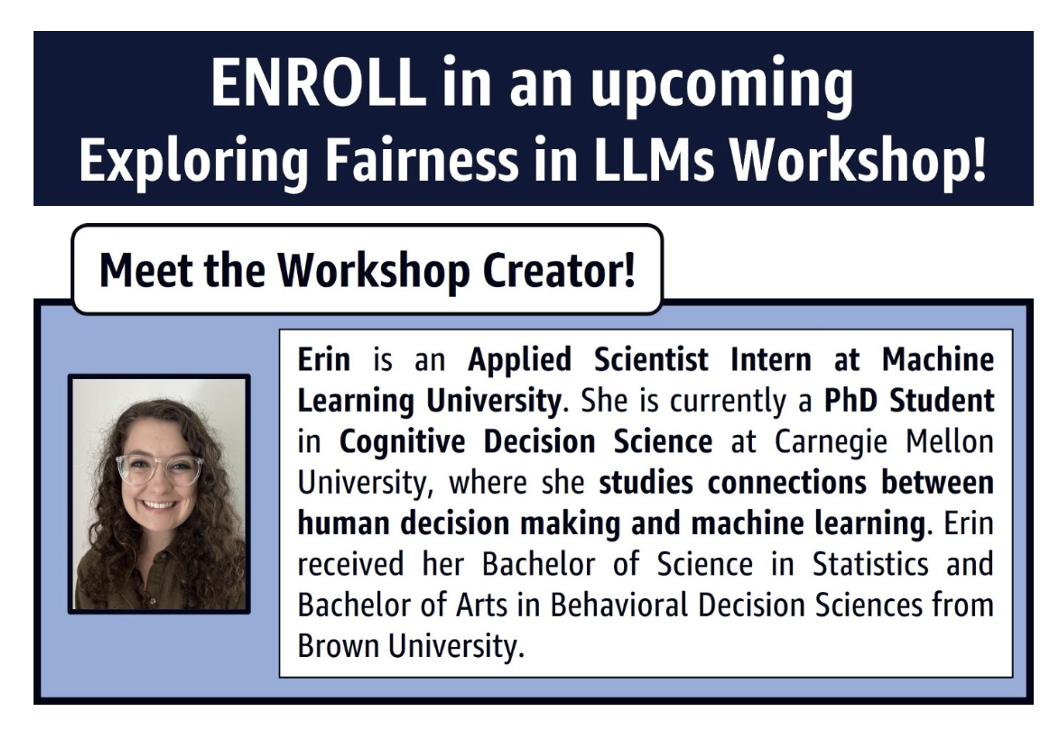 ENROLL in an upcoming
Exploring Fairness in LLMs Workshop!
Meet the Workshop Creator!
Erin is an Applied Scientist Intern at Machine
Learning University. She is currently a PhD Student
in Cognitive Decision Science at Carnegie Mellon
University, where she studies connections between
human decision making and machine learning. Erin
received her Bachelor of Science in Statistics and
Bachelor of Arts in Behavioral Decision Sciences from
Brown University.